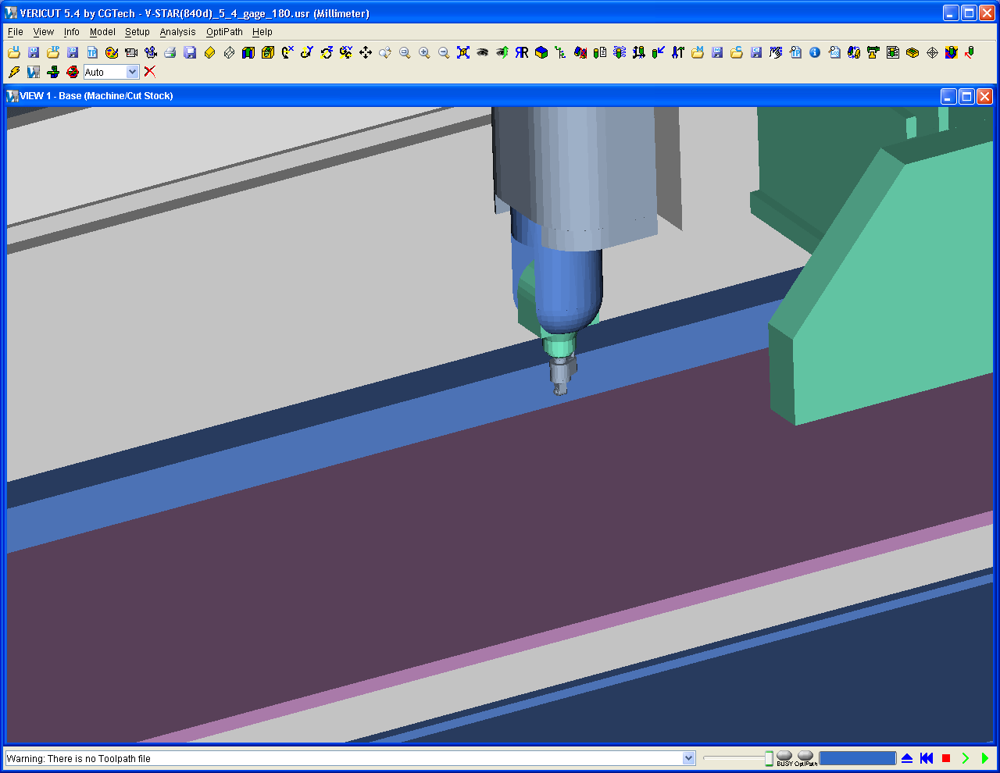 VERICUT 5.4 by CGTech - V-STAR(840d)_5_4_gage_180.usr (Millimeter)
File View Info Model Setup Analysis OptiPath Help
Auto
VIEW 1 - Base (Machine/Cut Stock)
Warning: There is no Toolpath file
BUSY OptiPath